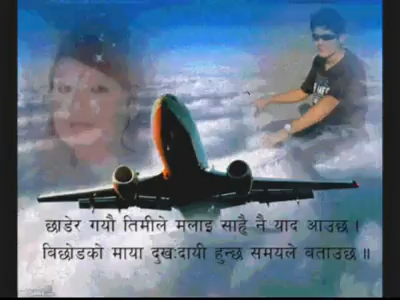 छाडेर गयौ तिमीले मलाइ साह्रै नै याद आउछ ।
बिछोडको माया दुखःदायी हुन्छ समयले बताउछ ॥